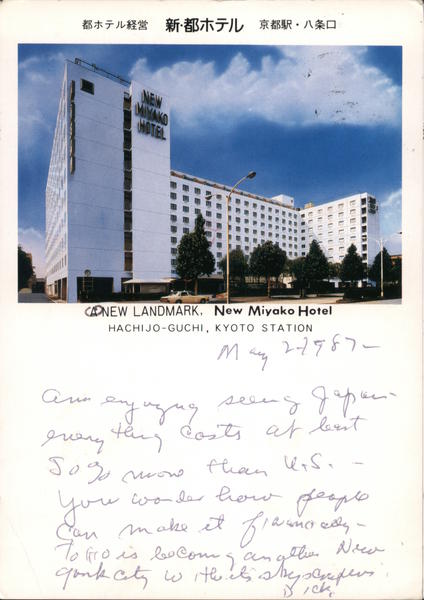 都ホテル経営 新・都ホテル 京都駅・八条口
NEW
MIYAKO
HOTEL
A NEW LANDMARK, New Miyako Hotel
HACHIJO-GUCHI, KYOTO STATION
May 2-1987-
Am enjoying seeing Japan-
everything costs at least
50% more than U.S. -
You wonder how people
can make it financially-
Tokyo is becoming another New
York City with its skyscrapers.
Dick